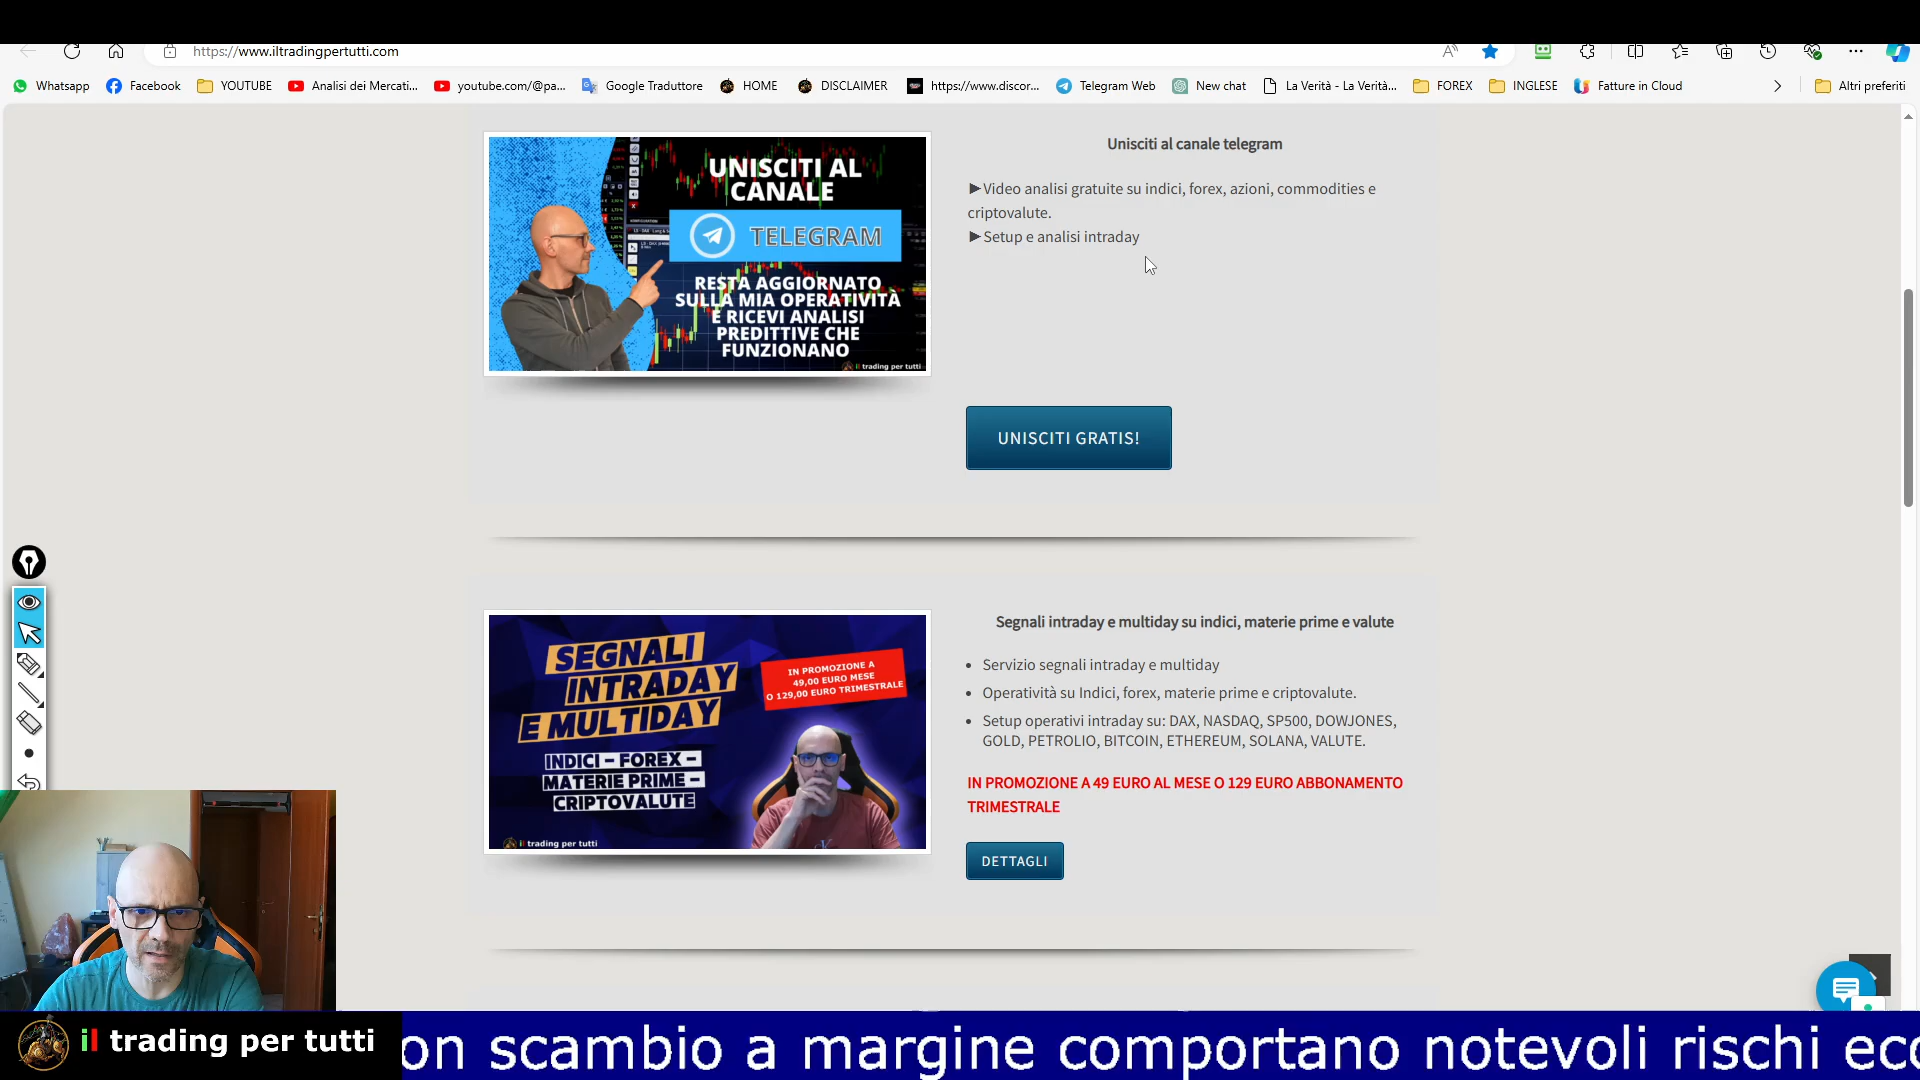 https://www.iltradingpertutti.com
Whatsapp
Facebook
YOUTUBE
Analisi dei Mercati...
youtube.com/@pa...
Google Traduttore
HOME
DISCLAIMER
https://www.discor...
Telegram Web
New chat
La Verità - La Verità...
FOREX
INGLESE
Fatture in Cloud
Altri preferiti
UNISCITI AL
CANALE
TELEGRAM
RESTA AGGIORNATO
SULLA MIA OPERATIVITÀ
E RICEVI ANALISI
PREDITTIVE CHE
FUNZIONANO
il trading per tutti
Unisciti al canale telegram
►Video analisi gratuite su indici, forex, azioni, commodities e
criptovalute.
►Setup e analisi intraday
UNISCITI GRATIS!
SEGNALI
INTRADAY
E MULTIDAY
IN PROMOZIONE A
49,00 EURO MESE
O 129,00 EURO TRIMESTRALE
INDICI – FOREX –
MATERIE PRIME –
CRIPTOVALUTE
il trading per tutti
Segnali intraday e multiday su indici, materie prime e valute
• Servizio segnali intraday e multiday
• Operatività su Indici, forex, materie prime e criptovalute.
• Setup operativi intraday su: DAX, NASDAQ, SP500, DOWJONES,
GOLD, PETROLIO, BITCOIN, ETHEREUM, SOLANA, VALUTE.
IN PROMOZIONE A 49 EURO AL MESE O 129 EURO ABBONAMENTO
TRIMESTRALE
DETTAGLI
il trading per tutti
on scambio a margine comportano notevoli rischi eco